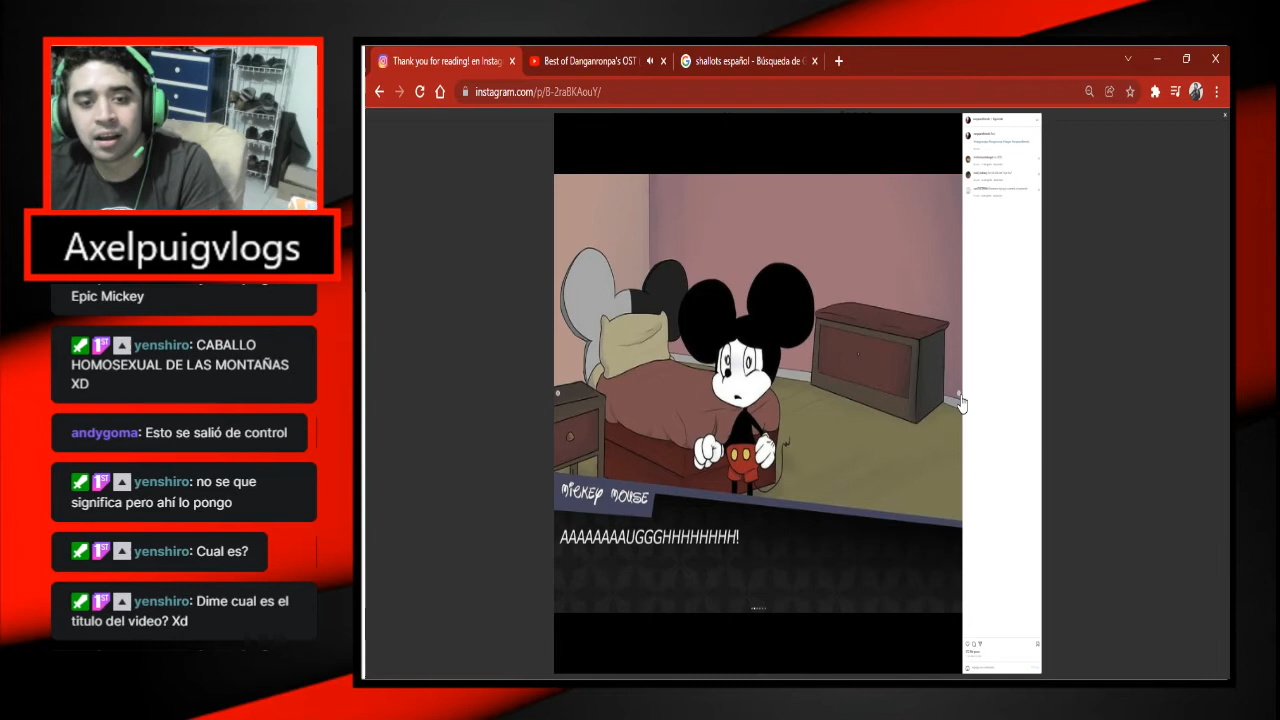 Axelpuigvlogs
Epic Mickey
yenshiro: CABALLO
HOMOSEXUAL DE LAS MONTAÑAS
XD
andygoma: Esto se salió de control
yenshiro: no se que
significa pero ahí lo pongo
yenshiro: Cual es?
yenshiro: Dime cual es el
titulo del video? Xd
Thank you for reading! en Instag
Best of Danganronpa's OST
shallots español - Búsqueda de
instagram.com/p/B-2raBKAouY/
MICKEY MOUSE
AAAAAAAAUGGGHHHHHHHH!